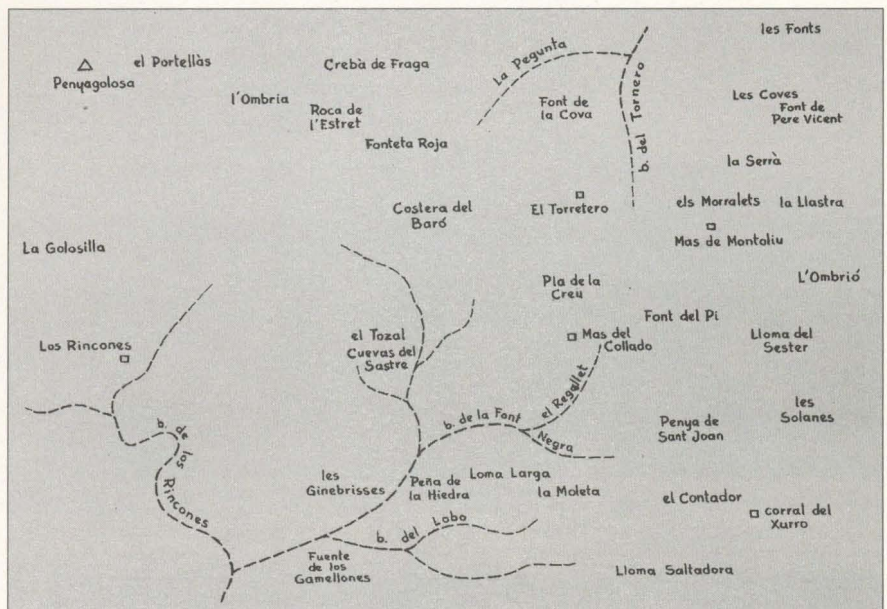 les Fonts
el Portellàs
Penyagolosa
Crebà de Fraga
La Pegunta
l'Ombria
Roca de
l'Estret
Font de
la Cova
b. del Tornero
Les Coves
Font de
Pere Vicent
Fonteta Roja
la Serrà
Costera del
Baró
El Torretero
els Morralets
la Llastra
Mas de Montoliu
La Golosilla
L'Ombrió
Pla de la
Creu
Font del Pi
Los Rincones
el Tozal
Cuevas del
Sastre
Mas del
Collado
Lloma del
Sester
el Regallet
les
Solanes
b. de los Rincones
b. de la Font Negra
Penya de
Sant Joan
les
Ginebrisses
Peña de
la Hiedra
Loma Larga
la Moleta
el Contador
corral del
Xurro
b. del Lobo
Fuente
de los
Gamellones
Lloma Saltadora